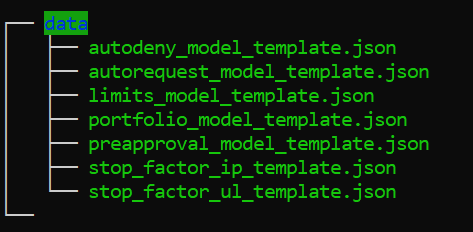 data
autodeny_model_template.json
autorequest_model_template.json
limits_model_template.json
portfolio_model_template.json
preapproval_model_template.json
stop_factor_ip_template.json
stop_factor_ul_template.json